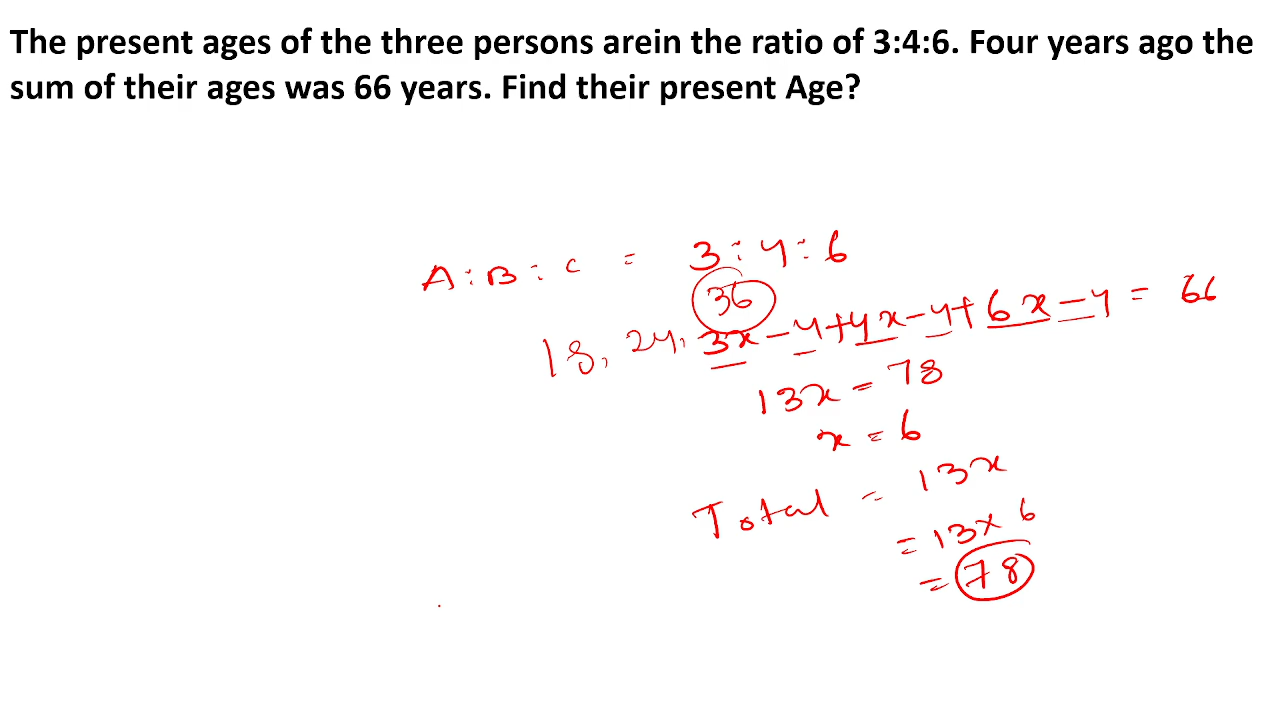 The present ages of the three persons arein the ratio of 3:4:6. Four years ago the
sum of their ages was 66 years. Find their present Age?
A : B : C = 3 : 4 : 6
36
18, 24, 3x - 4 + 4x - 4 + 6x - 4 = 66
13x = 78
x = 6
Total = 13x
= 13 x 6
= 78